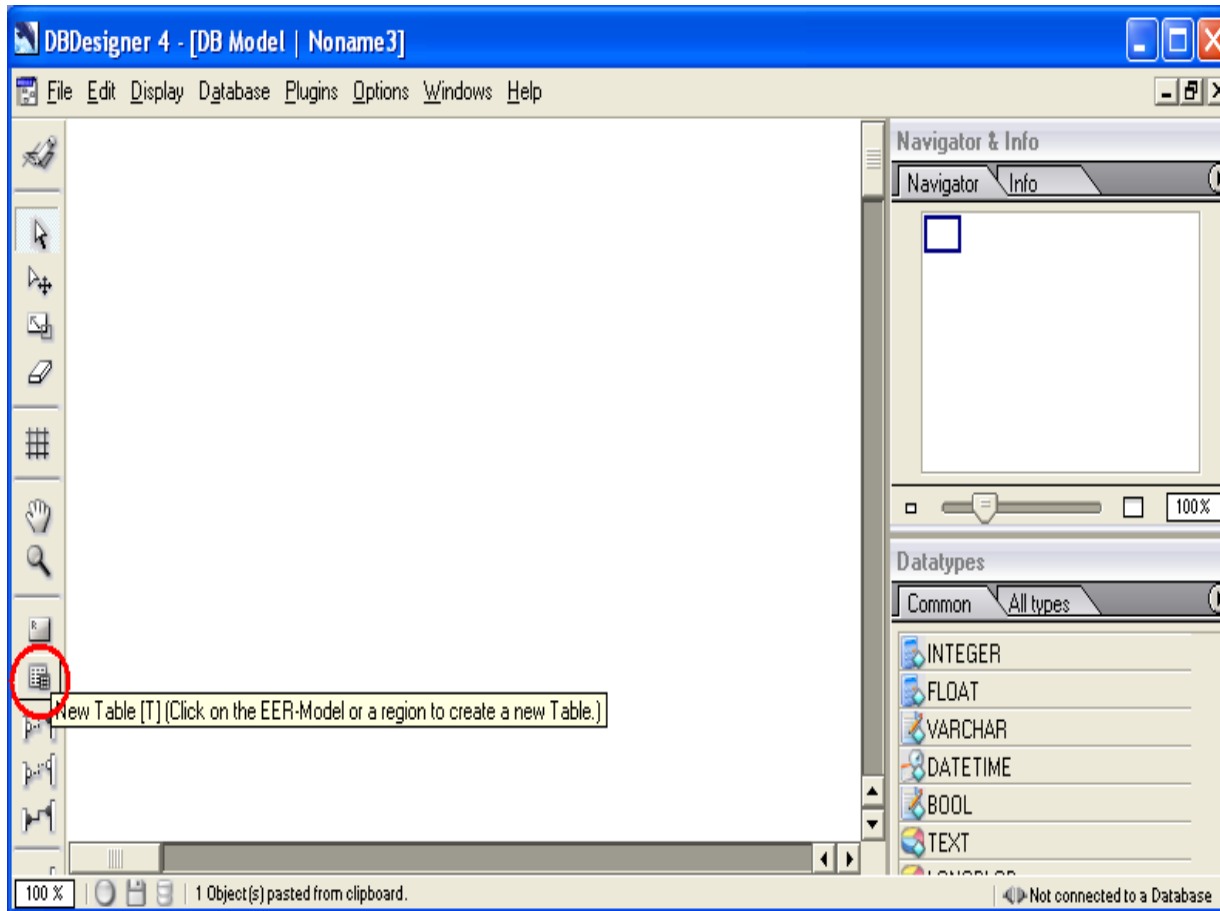 DBDesigner 4 - [DB Model | Noname3]
File Edit Display Database Plugins Options Windows Help
Navigator & Info
Navigator Info
100%
Datatypes
Common All types
INTEGER
FLOAT
VARCHAR
DATETIME
BOOL
TEXT
R
New Table [T] (Click on the EER-Model or a region to create a new Table.)
100 % 1 Object(s) pasted from clipboard. Not connected to a Database